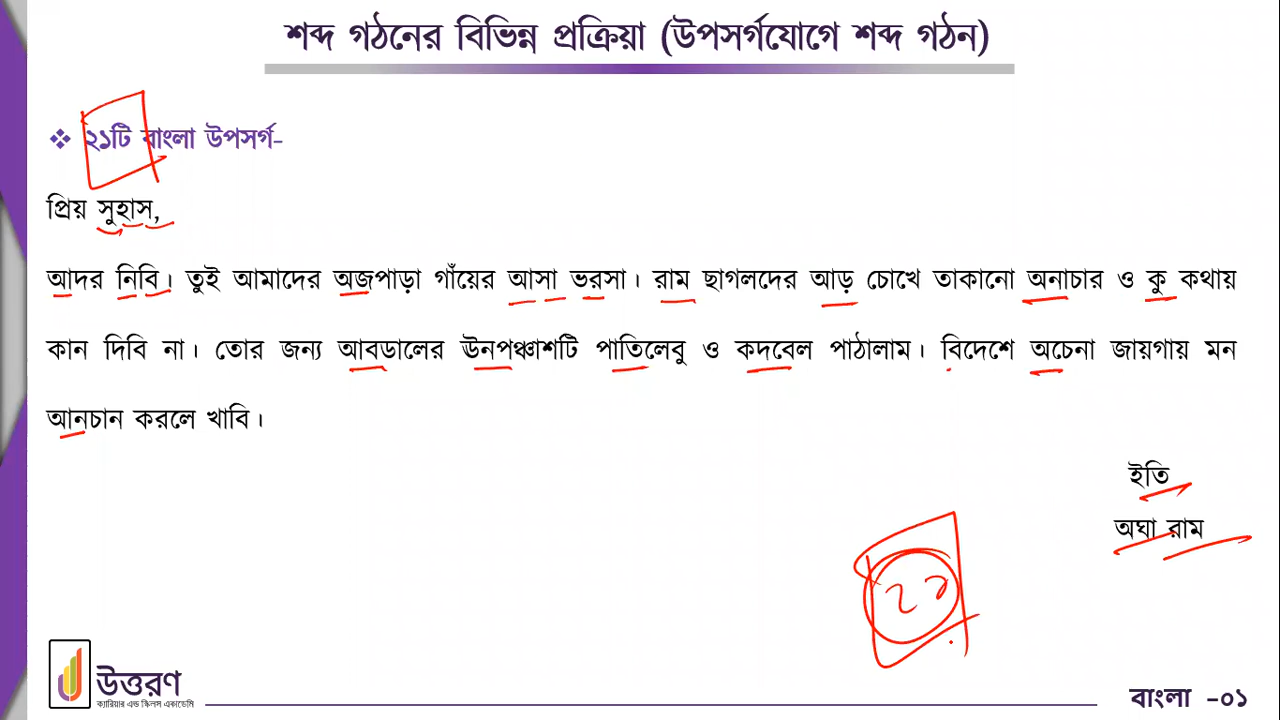 শব্দ গঠনের বিভিন্ন প্রক্রিয়া (উপসর্গযোগে শব্দ গঠন)
❖ ২১টি বাংলা উপসর্গ-
প্রিয় সুহাস,
আদর নিবি। তুই আমাদের অজপাড়া গাঁয়ের আসা ভরসা। রাম ছাগলদের আড় চোখে তাকানো অনাচার ও কু কথায়
কান দিবি না। তোর জন্য আবডালের ঊনপঞ্চাশটি পাতিলেবু ও কদবেল পাঠালাম। বিদেশে অচেনা জায়গায় মন
আনচান করলে খাবি।
ইতি
অঘা রাম
২১
উত্তরণ
ক্যারিয়ার এন্ড স্কিলস একাডেমি
বাংলা -০১